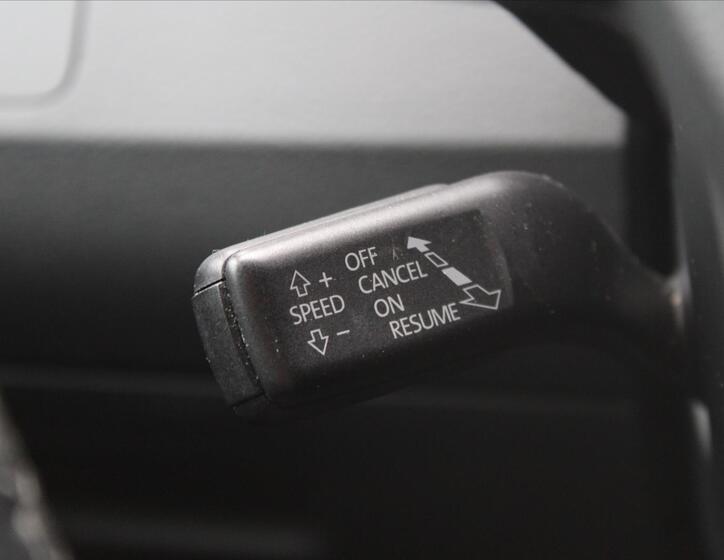 +
SPEED
−
OFF
CANCEL
ON
RESUME